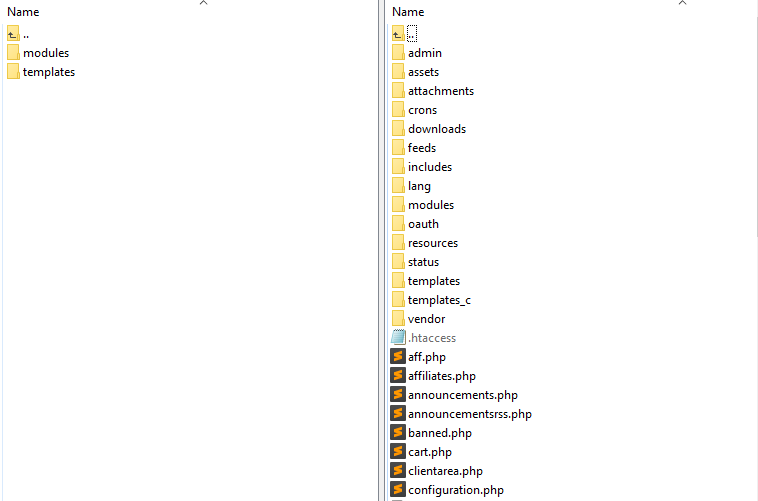 Name
..
modules
templates
Name
..
admin
assets
attachments
crons
downloads
feeds
includes
lang
modules
oauth
resources
status
templates
templates_c
vendor
.htaccess
aff.php
affiliates.php
announcements.php
announcementsrss.php
banned.php
cart.php
clientarea.php
configuration.php